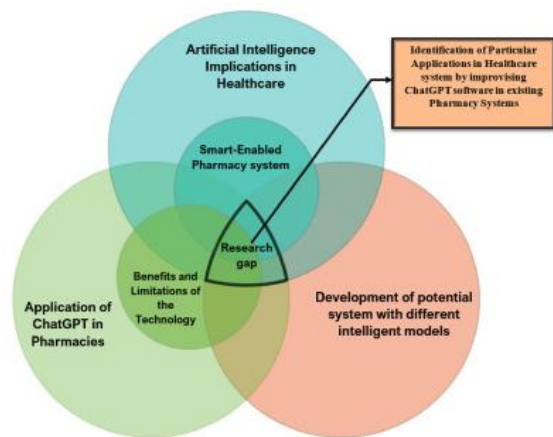 Artificial Intelligence
Implications in
Healthcare
Identification of Particular
Applications in Healthcare
system by improvising
ChatGPT software in existing
Pharmacy Systems
Smart-Enabled
Pharmacy system
Research
gap
Benefits and
Limitations of
the
Technology
Application of
ChatGPT in
Pharmacies
Development of potential
system with different
intelligent models